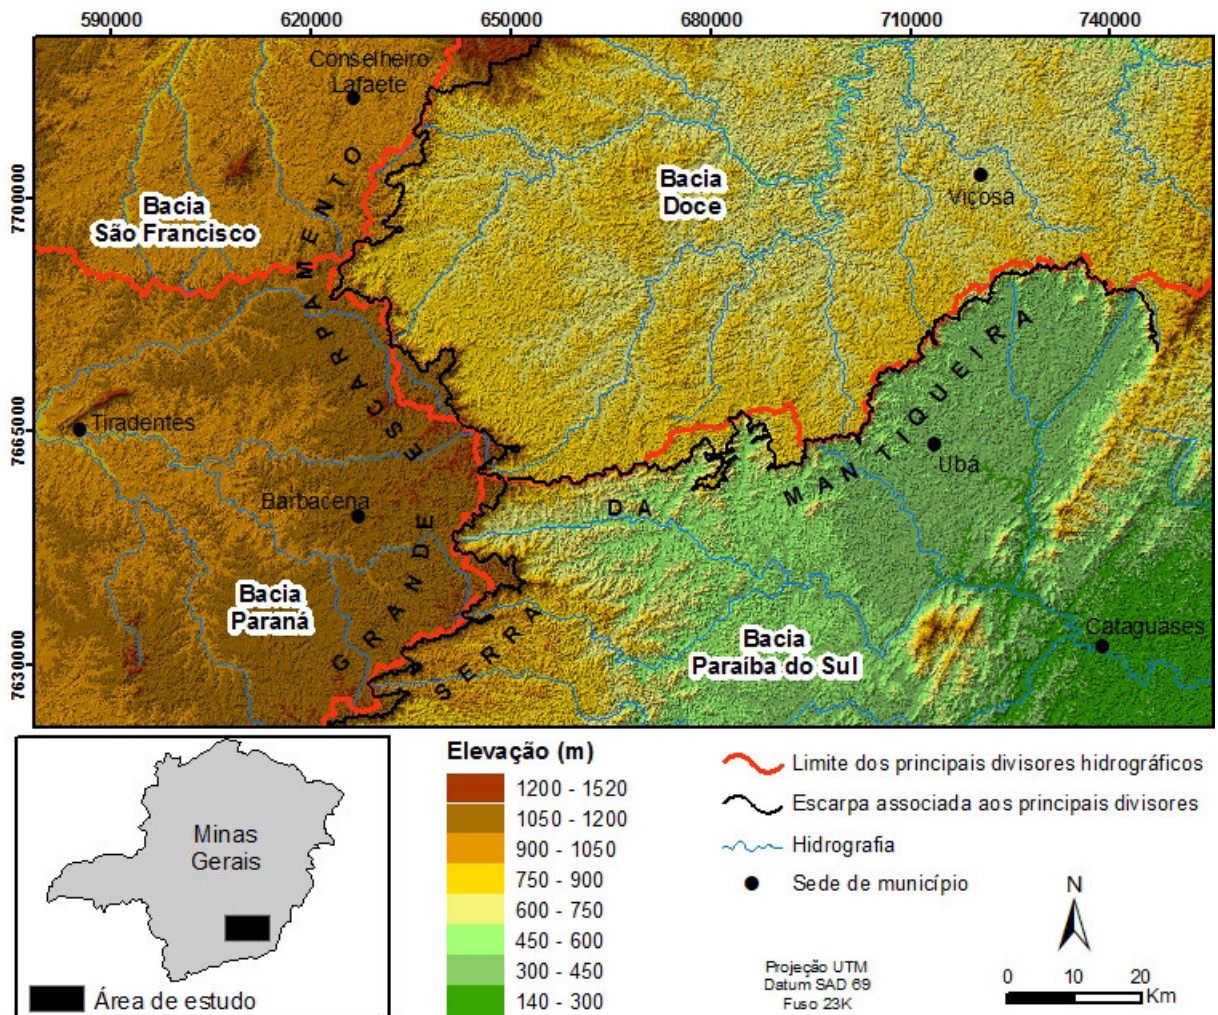 590000
620000
650000
680000
710000
740000
7700000
7665000
7630000
Conselheiro
Lafaete
Bacia
São Francisco
Bacia
Doce
Viçosa
ESCARPAMENTO
Tiradentes
Barbacena
Ubá
Bacia
Paraná
GRANDE
SERRA
DA
MANTIQUEIRA
Bacia
Paraíba do Sul
Cataguases
Minas
Gerais
Área de estudo
Elevação (m)
1200 - 1520
1050 - 1200
900 - 1050
750 - 900
600 - 750
450 - 600
300 - 450
140 - 300
Limite dos principais divisores hidrográficos
Escarpa associada aos principais divisores
Hidrografia
Sede de município
Projeção UTM
Datum SAD 69
Fuso 23K
N
0 10 20
Km